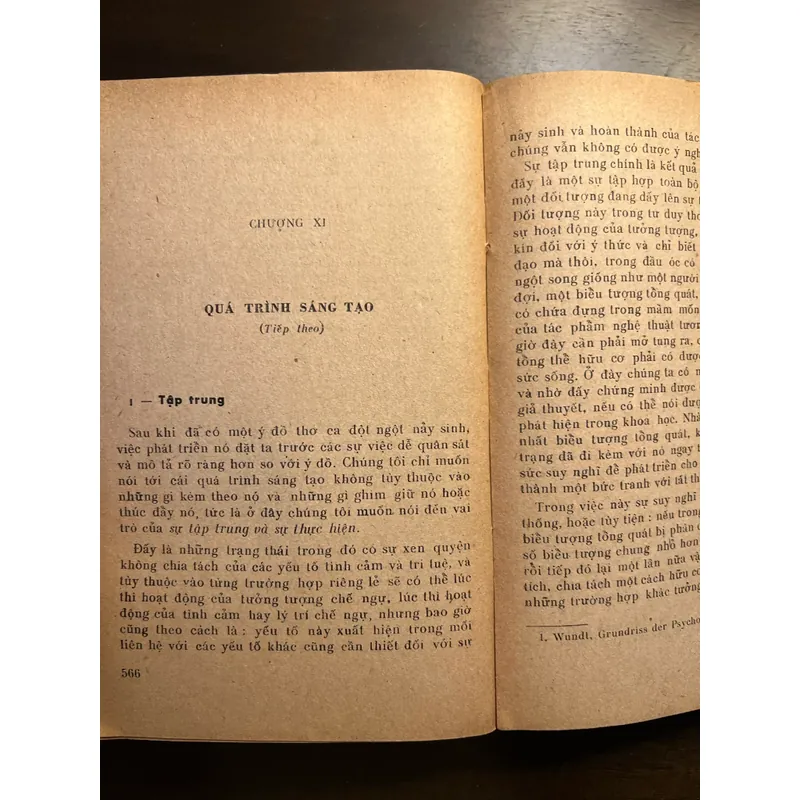 CHƯƠNG XI
QUÁ TRÌNH SÁNG TẠO
(Tiếp theo)
1 — Tập trung
Sau khi đã có một ý đồ thơ ca đột ngột nảy sinh,
việc phát triển nó đặt ta trước các sự việc dễ quan sát
và mô tả rõ ràng hơn so với ý đồ. Chúng tôi chỉ muốn
nói tới cái quá trình sáng tạo không tùy thuộc vào
những gì kèm theo nó và những gì ghìm giữ nó hoặc
thúc đẩy nó, tức là ở đây chúng tôi muốn nói đến vai
trò của sự tập trung và sự thực hiện.
Đấy là những trạng thái trong đó có sự xen quyện
không chia tách của các yếu tố tình cảm và trí tuệ, và
tùy thuộc vào từng trường hợp riêng lẻ sẽ có thể lúc
thì hoạt động của tưởng tượng chế ngự, lúc thì hoạt
động của tình cảm hay lý trí chế ngự, nhưng bao giờ
cũng theo cách là : yếu tố này xuất hiện trong mối
liên hệ với các yếu tố khác cũng cần thiết đối với sự
566
nảy sinh và hoàn thành của tác
chúng vẫn không có được ý ngh
Sự tập trung chính là kết quả
đấy là một sự tập hợp toàn bộ
một đối tượng đang dấy lên sự
Đối tượng này trong tư duy thơ
sự hoạt động của tưởng tượng,
kín đối với ý thức và chỉ biết
đạo mà thôi, trong đầu óc có
ngột song giống như một người
đợi, một biểu tượng tổng quát,
có chứa đựng trong mầm mống
của tác phẩm nghệ thuật tương
giờ đây cần phải mở tung ra,
tổng thể hữu cơ phải có được
sức sống. Ở đây chúng ta có
và nhờ đấy chứng minh được
giả thuyết, nếu có thể nói được
phát hiện trong khoa học. Nhà
nhất biểu tượng tổng quát, k
trạng đã đi kèm với nó ngay t
sức suy nghĩ để phát triển cho
thành một bức tranh với tất th
Trong việc này sự suy nghĩ
thống, hoặc tùy tiện : nếu trong
biểu tượng tổng quát bị phân c
số biểu tượng chung nhỏ hơn
rồi tiếp đó lại một lần nữa vậ
tích, chia tách một cách hữu c
những trường hợp khác tưởng
1. Wundt, Grundriss der Psycho